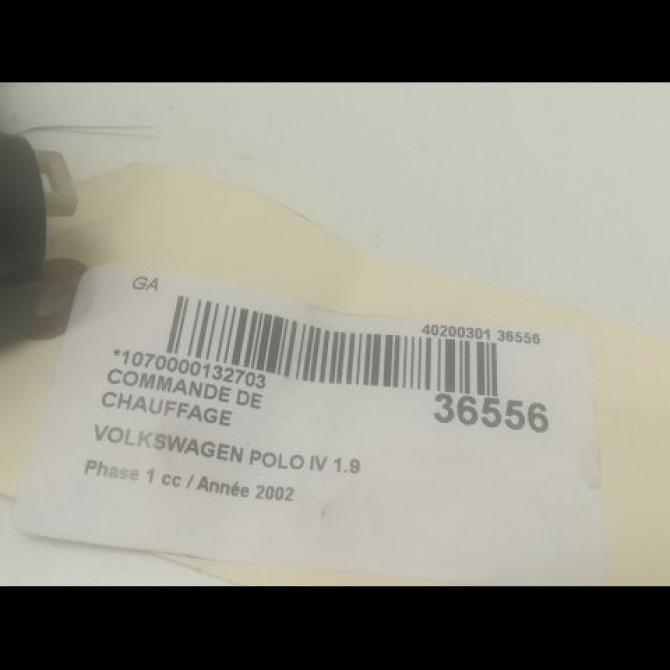 GA
40200301 36556
*1070000132703
COMMANDE DE
CHAUFFAGE
36556
VOLKSWAGEN POLO IV 1.9
Phase 1 cc / Année 2002